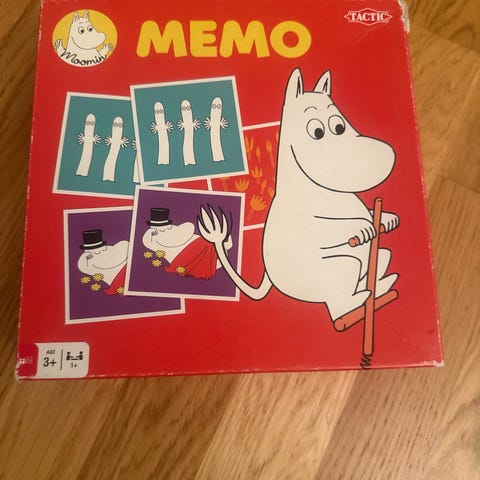 Moomin
MEMO
TACTIC
AGE
3+
1+